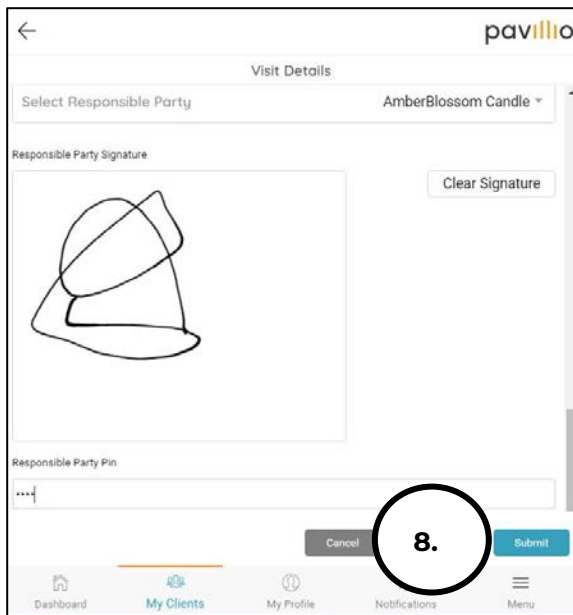 pavillio
Visit Details
Select Responsible Party AmberBlossom Candle
Responsible Party Signature
Clear Signature
Responsible Party Pin
....
Cancel 8. Submit
Dashboard My Clients My Profile Notifications Menu